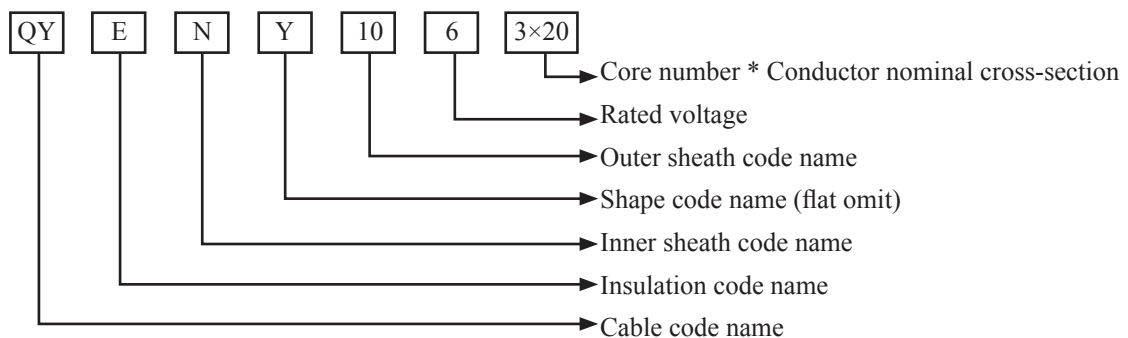 QY E N Y 10 6 3×20
Core number * Conductor nominal cross-section
Rated voltage
Outer sheath code name
Shape code name (flat omit)
Inner sheath code name
Insulation code name
Cable code name